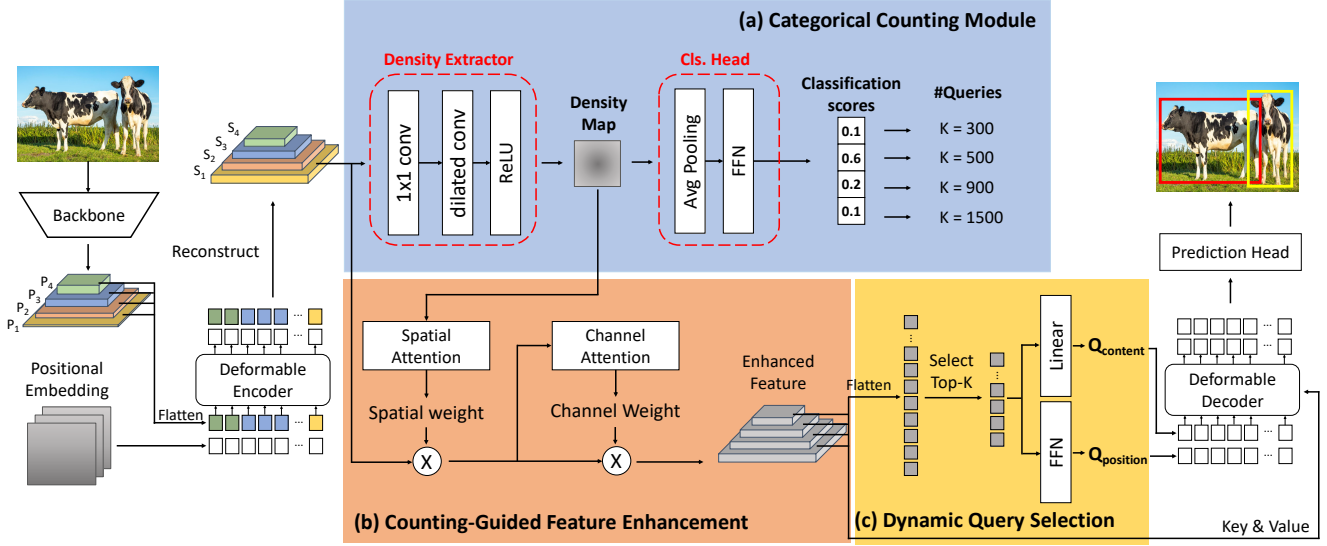 (a) Categorical Counting Module
Density Extractor
1x1 conv
dilated conv
ReLU
Density
Map
Cls. Head
Avg Pooling
FFN
Classification
scores
0.1
0.6
0.2
0.1
#Queries
K = 300
K = 500
K = 900
K = 1500
Backbone
P4
P3
P2
P1
Positional
Embedding
Flatten
Deformable
Encoder
...
...
...
...
Reconstruct
S4
S3
S2
S1
Spatial
Attention
Spatial weight
X
Channel
Attention
Channel Weight
X
Enhanced
Feature
(b) Counting-Guided Feature Enhancement
Flatten
...
Select
Top-K
...
Linear
FFN
Qcontent
Qposition
(c) Dynamic Query Selection
Prediction Head
...
...
Deformable
Decoder
...
...
Key & Value